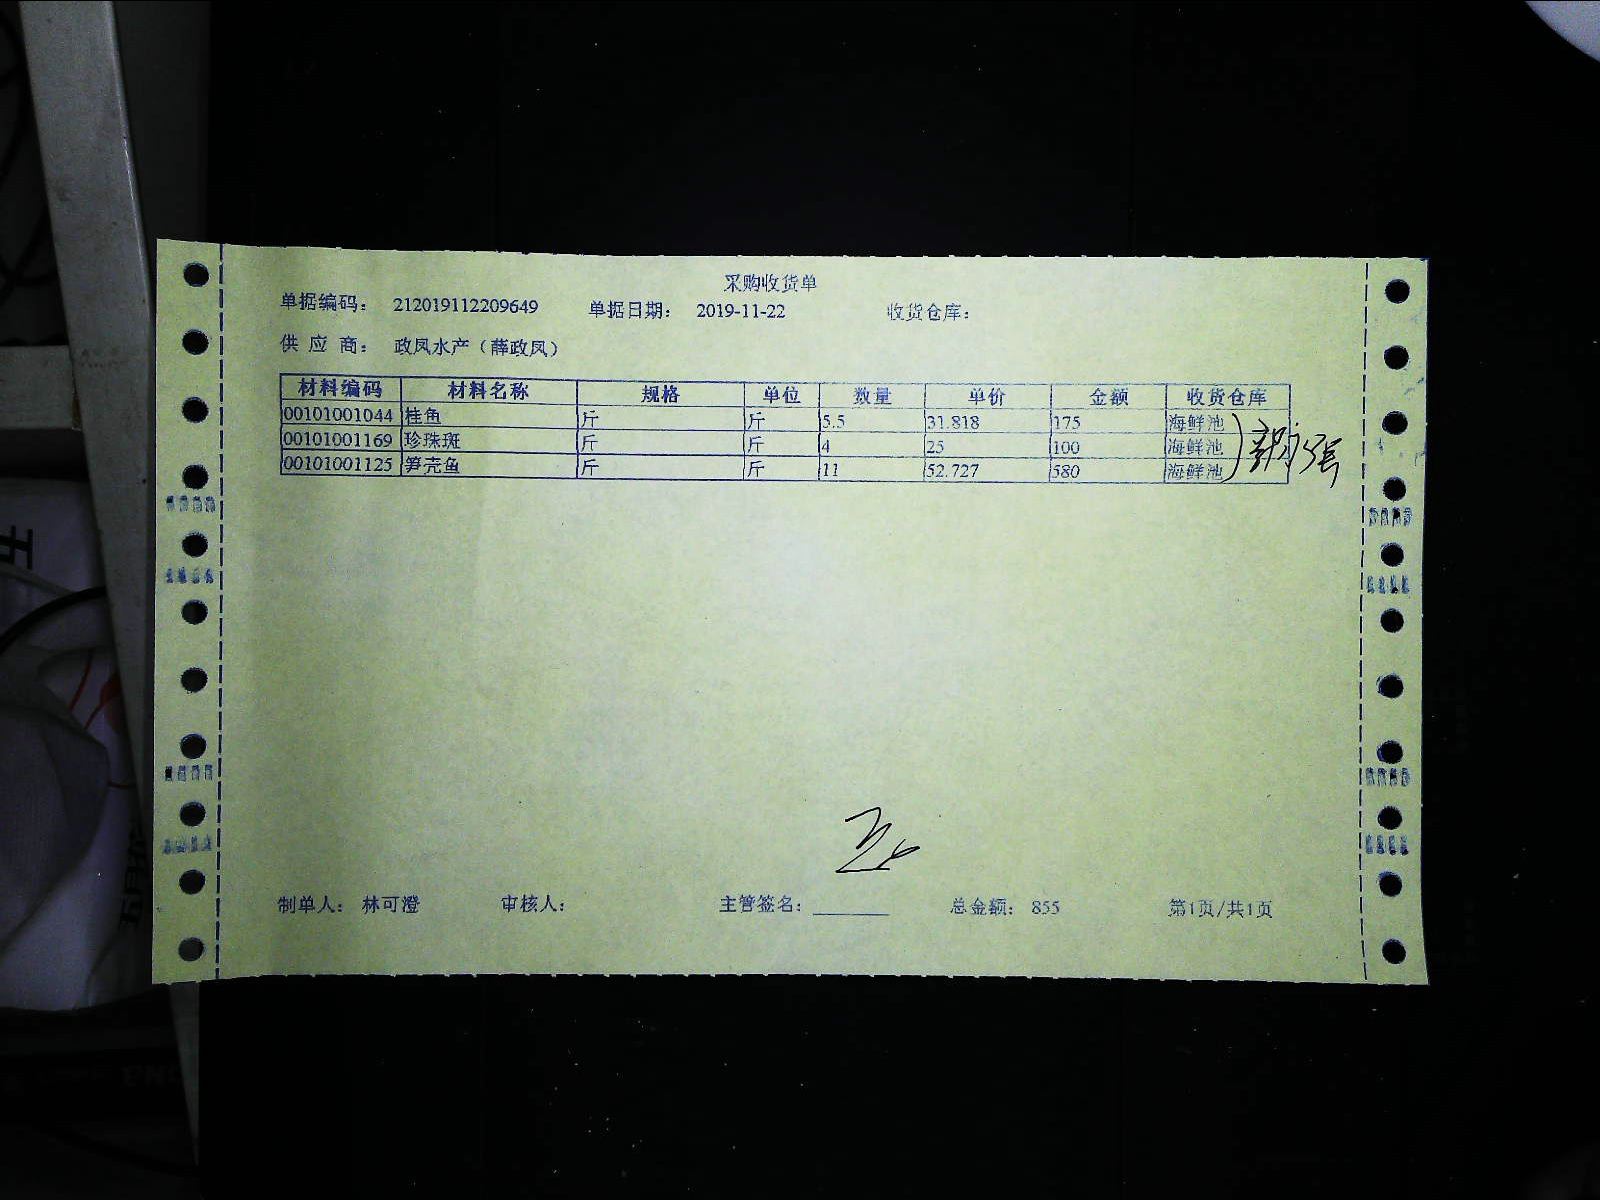 采购收货单
单据编码： 212019112209649 单据日期： 2019-11-22 收货仓库：
供 应 商： 政凤水产（薛政凤）
材料编码 材料名称 规格 单位 数量 单价 金额 收货仓库
00101001044 桂鱼 斤 斤 5.5 31.818 175 海鲜池
00101001169 珍珠斑 斤 斤 4 25 100 海鲜池
00101001125 笋壳鱼 斤 斤 11 52.727 580 海鲜池
制单人： 林可澄 审核人： 主管签名：________ 总金额： 855 第1页/共1页